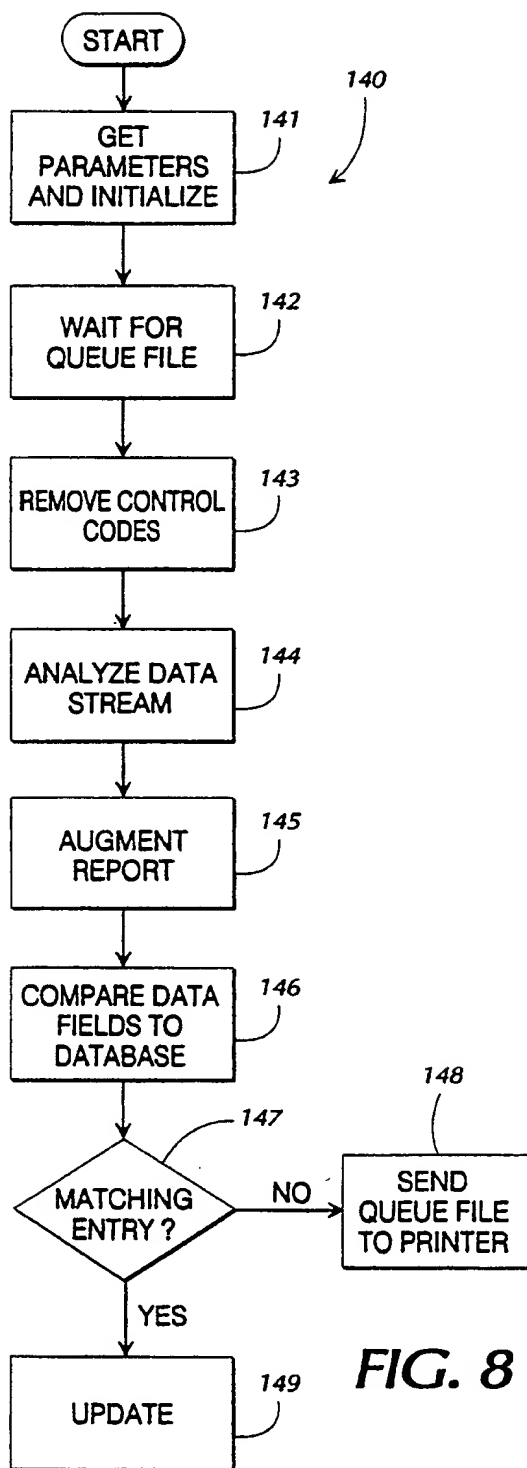 START
140
141
GET
PARAMETERS
AND INITIALIZE
142
WAIT FOR
QUEUE FILE
143
REMOVE CONTROL
CODES
144
ANALYZE DATA
STREAM
145
AUGMENT
REPORT
146
COMPARE DATA
FIELDS TO
DATABASE
147
MATCHING
ENTRY ?
NO
148
SEND
QUEUE FILE
TO PRINTER
YES
149
UPDATE
FIG. 8